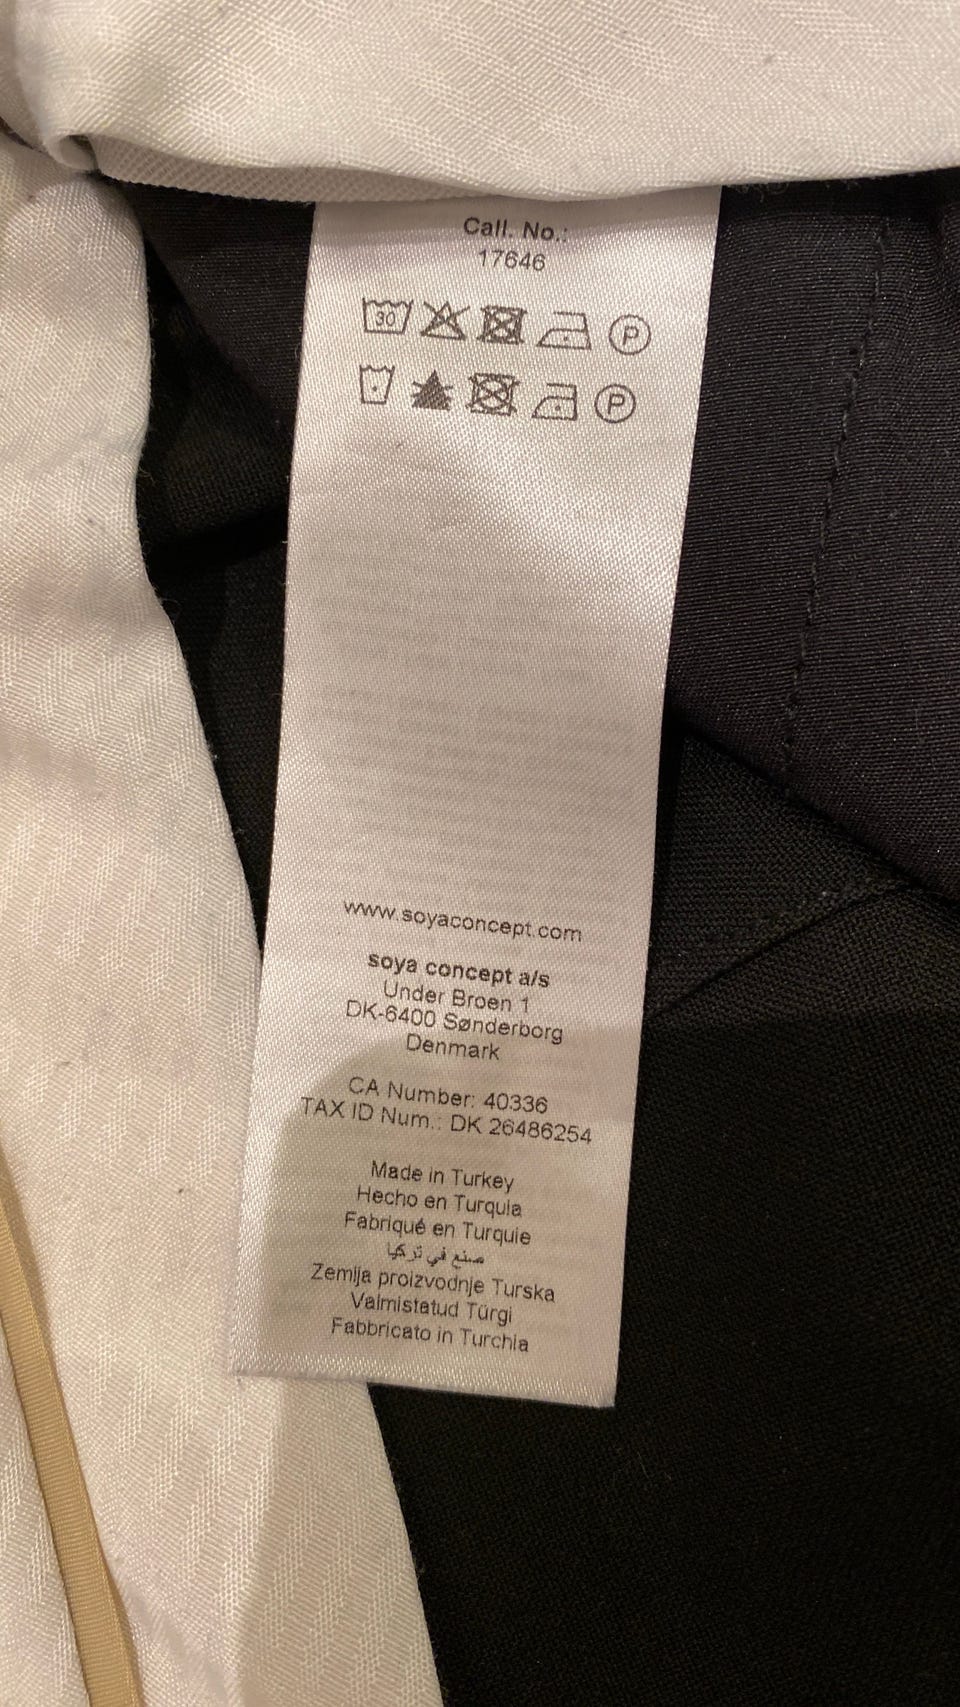 Call. No.:
17646
30 P
P
www.soyaconcept.com
soya concept a/s
Under Broen 1
DK-6400 Sønderborg
Denmark
CA Number: 40336
TAX ID Num.: DK 26486254
Made in Turkey
Hecho en Turquia
Fabriqué en Turquie
صنع في تركيا
Zemlja proizvodnje Turska
Valmistatud Türgi
Fabbricato in Turchia